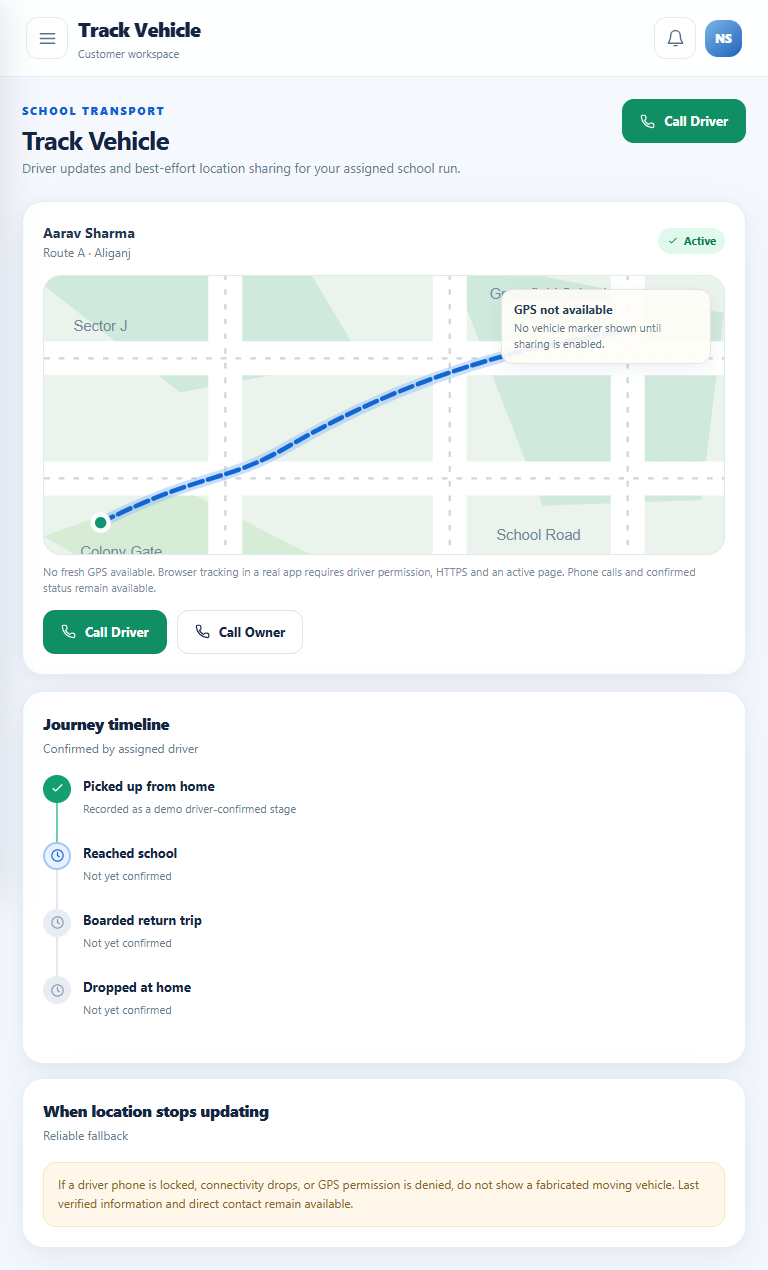 Track Vehicle
Customer workspace
NS
SCHOOL TRANSPORT
Track Vehicle
Driver updates and best-effort location sharing for your assigned school run.
Call Driver
Aarav Sharma
Route A · Aliganj
Active
Sector J
GPS not available
No vehicle marker shown until
sharing is enabled.
School Road
Colony Gate
No fresh GPS available. Browser tracking in a real app requires driver permission, HTTPS and an active page. Phone calls and confirmed
status remain available.
Call Driver
Call Owner
Journey timeline
Confirmed by assigned driver
Picked up from home
Recorded as a demo driver-confirmed stage
Reached school
Not yet confirmed
Boarded return trip
Not yet confirmed
Dropped at home
Not yet confirmed
When location stops updating
Reliable fallback
If a driver phone is locked, connectivity drops, or GPS permission is denied, do not show a fabricated moving vehicle. Last
verified information and direct contact remain available.